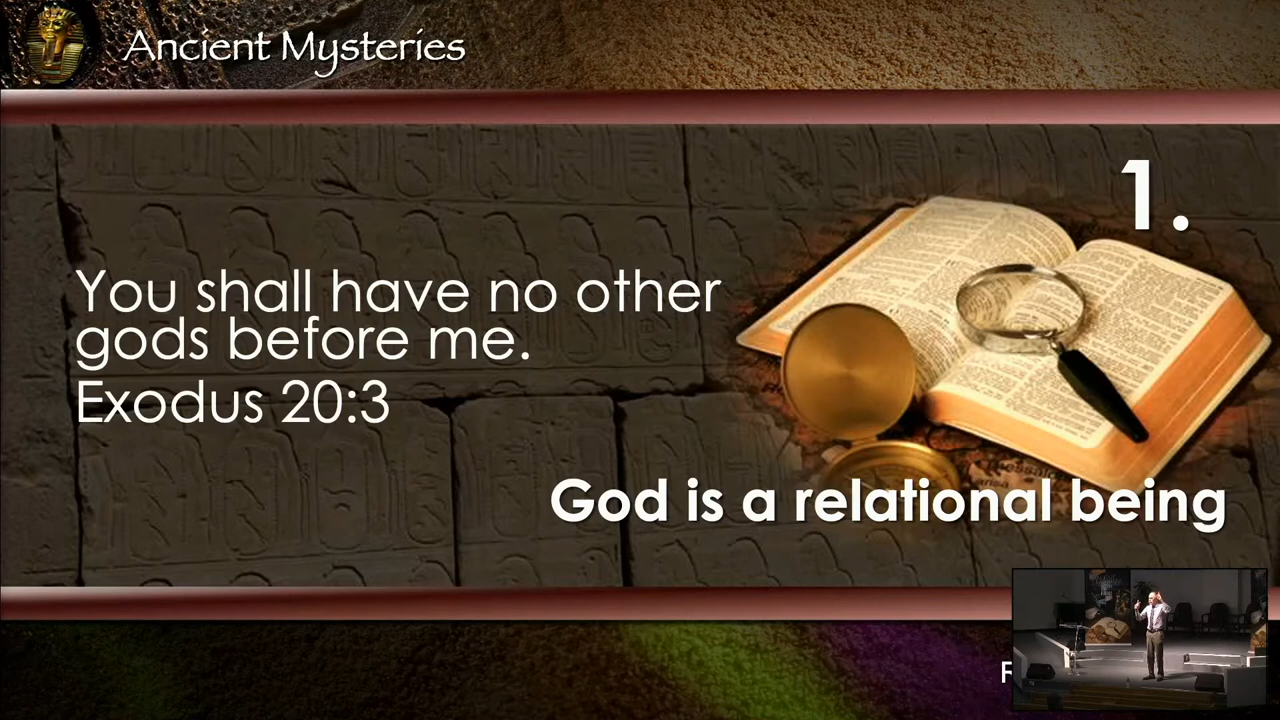 Ancient Mysteries
1.
You shall have no other
gods before me.
Exodus 20:3
God is a relational being